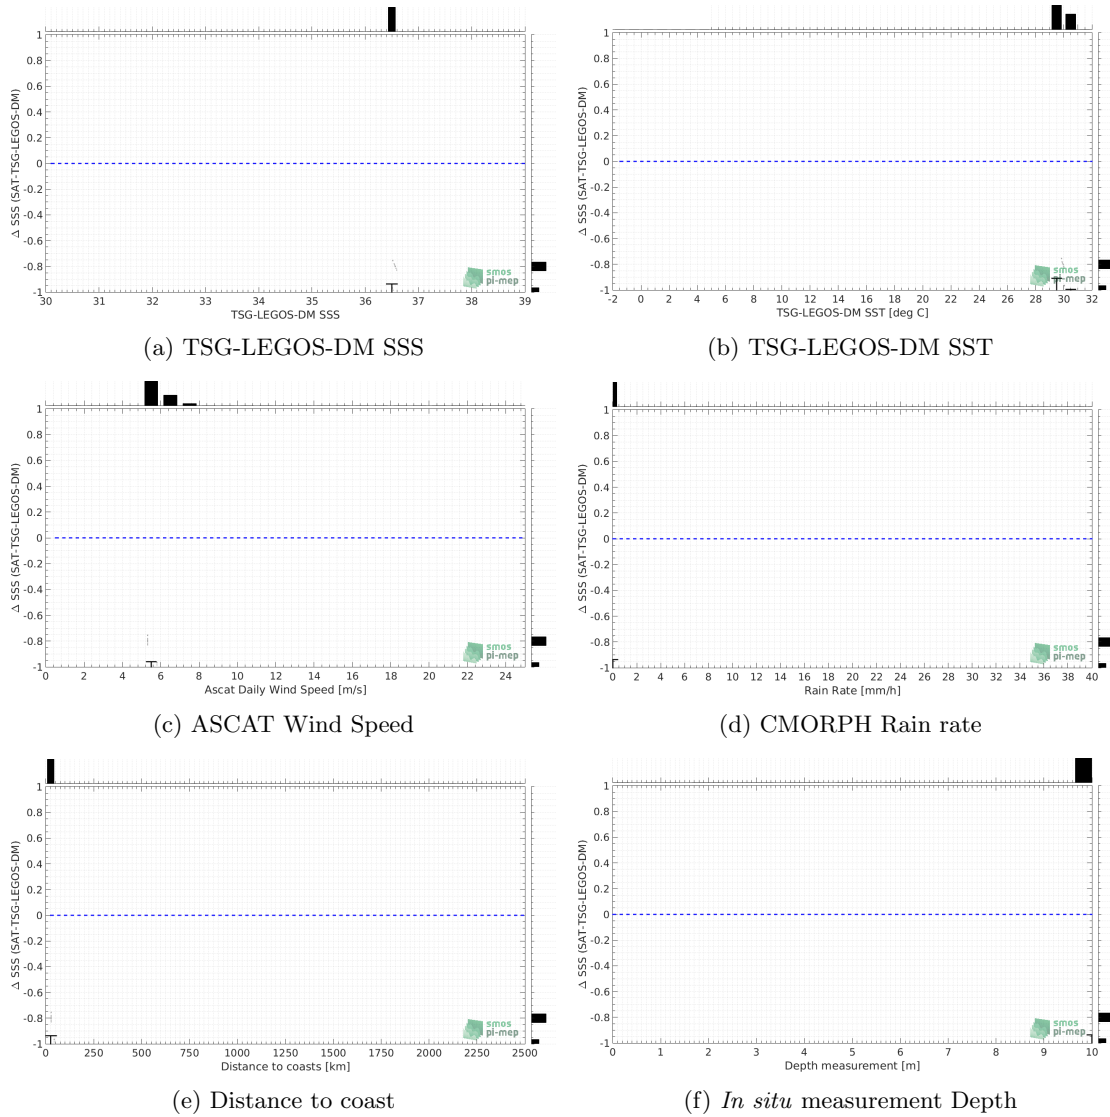 1
0.8
0.6
0.4
0.2
0
-0.2
-0.4
-0.6
-0.8
-1
Δ SSS (SAT-TSG-LEGOS-DM)
smos
pi-mep
30 31 32 33 34 35 36 37 38 39
TSG-LEGOS-DM SSS
(a) TSG-LEGOS-DM SSS
1
0.8
0.6
0.4
0.2
0
-0.2
-0.4
-0.6
-0.8
-1
Δ SSS (SAT-TSG-LEGOS-DM)
smos
pi-mep
-2 0 2 4 6 8 10 12 14 16 18 20 22 24 26 28 30 32
TSG-LEGOS-DM SST [deg C]
(b) TSG-LEGOS-DM SST
1
0.8
0.6
0.4
0.2
0
-0.2
-0.4
-0.6
-0.8
-1
Δ SSS (SAT-TSG-LEGOS-DM)
smos
pi-mep
0 2 4 6 8 10 12 14 16 18 20 22 24
Ascat Daily Wind Speed [m/s]
(c) ASCAT Wind Speed
1
0.8
0.6
0.4
0.2
0
-0.2
-0.4
-0.6
-0.8
-1
Δ SSS (SAT-TSG-LEGOS-DM)
smos
pi-mep
0 2 4 6 8 10 12 14 16 18 20 22 24 26 28 30 32 34 36 38 40
Rain Rate [mm/h]
(d) CMORPH Rain rate
1
0.8
0.6
0.4
0.2
0
-0.2
-0.4
-0.6
-0.8
-1
Δ SSS (SAT-TSG-LEGOS-DM)
smos
pi-mep
0 250 500 750 1000 1250 1500 1750 2000 2250 2500
Distance to coasts [km]
(e) Distance to coast
1
0.8
0.6
0.4
0.2
0
-0.2
-0.4
-0.6
-0.8
-1
Δ SSS (SAT-TSG-LEGOS-DM)
smos
pi-mep
0 1 2 3 4 5 6 7 8 9 10
Depth measurement [m]
(f) In situ measurement Depth